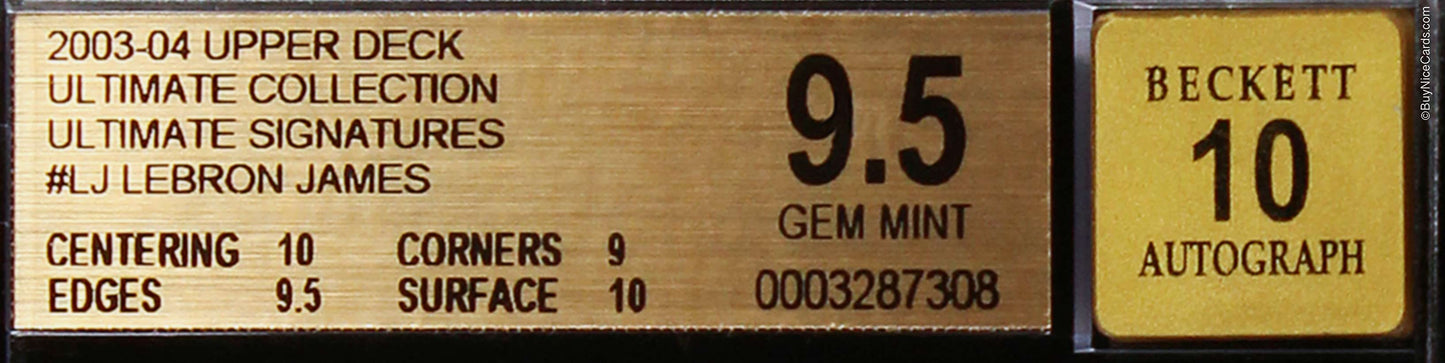 2003-04 UPPER DECK
ULTIMATE COLLECTION
ULTIMATE SIGNATURES
#LJ LEBRON JAMES
CENTERING 10 CORNERS 9
EDGES 9.5 SURFACE 10
9.5
GEM MINT
0003287308
BECKETT
10
AUTOGRAPH
©BuyNiceCards.com